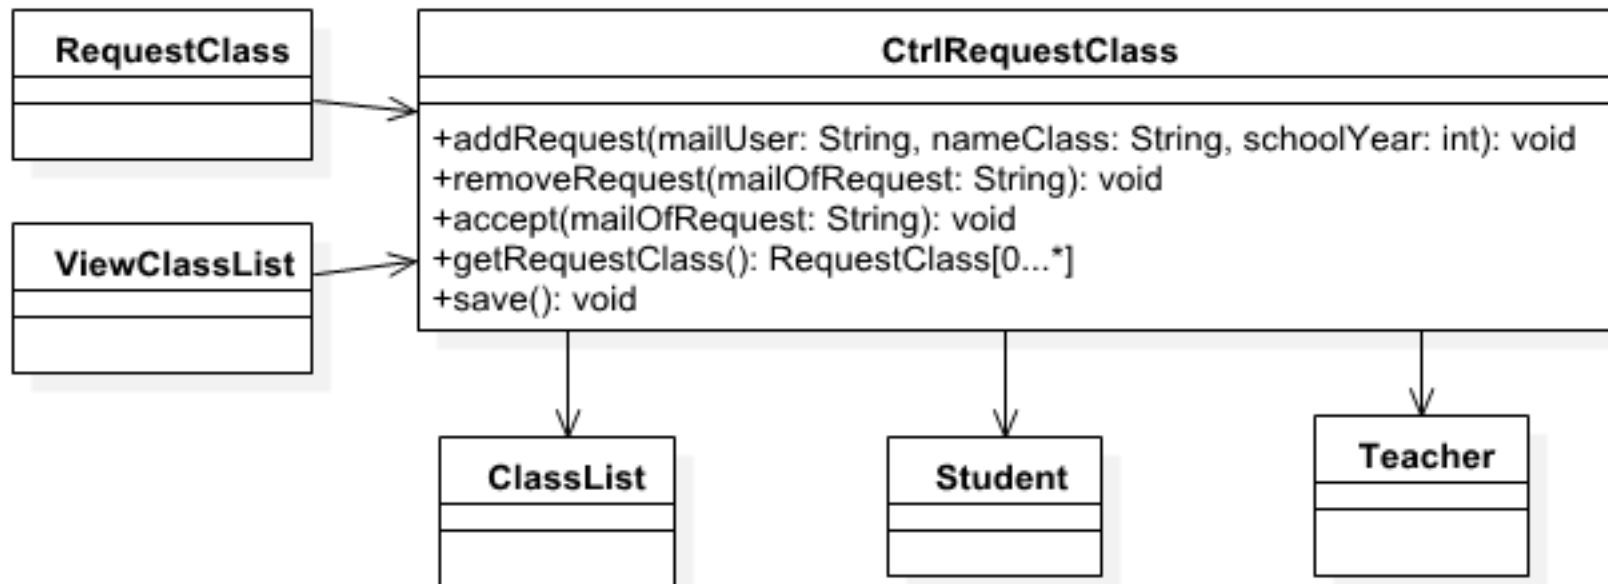 RequestClass
CtrlRequestClass
+addRequest(mailUser: String, nameClass: String, schoolYear: int): void
+removeRequest(mailOfRequest: String): void
+accept(mailOfRequest: String): void
+getRequestClass(): RequestClass[0...*]
+save(): void
ViewClassList
ClassList
Student
Teacher